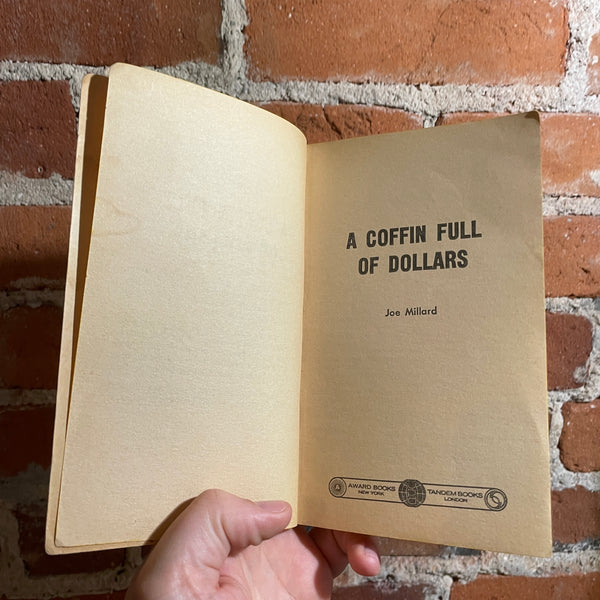 A COFFIN FULL
OF DOLLARS
Joe Millard
AWARD BOOKS
NEW YORK
TANDEM BOOKS
LONDON